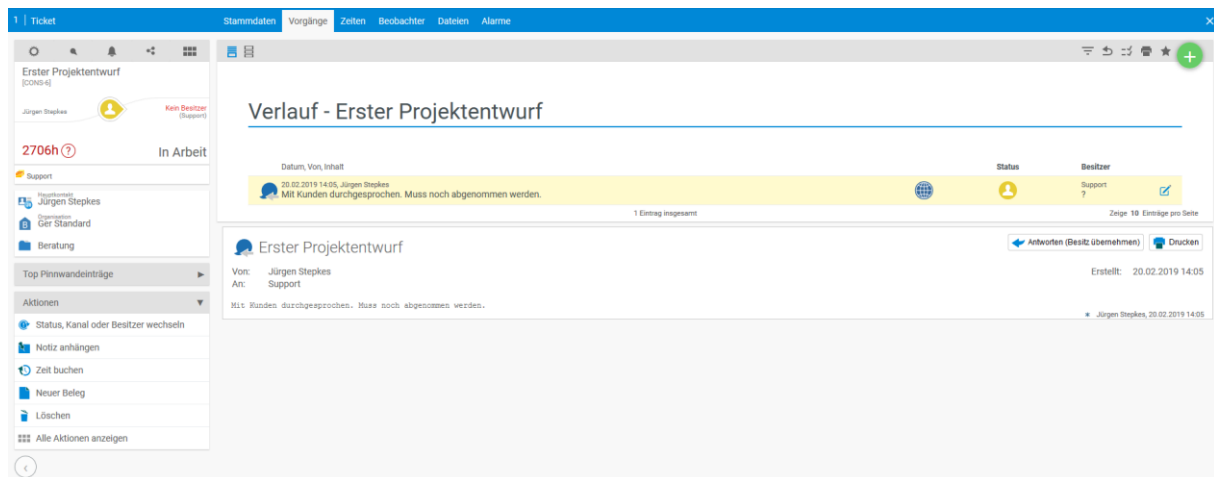 1 | Ticket
Stammdaten Vorgänge Zeiten Beobachter Dateien Alarme
Erster Projektentwurf
[CONS-6]
Jürgen Stepkes
Kein Besitzer
(Support)
2706h ?
In Arbeit
Support
Hauptkontakt
Jürgen Stepkes
Organisation
Ger Standard
Beratung
Top Pinnwandeinträge
Aktionen
Status, Kanal oder Besitzer wechseln
Notiz anhängen
Zeit buchen
Neuer Beleg
Löschen
Alle Aktionen anzeigen
Verlauf - Erster Projektentwurf
Datum, Von, Inhalt Status Besitzer
20.02.2019 14:05, Jürgen Stepkes
Mit Kunden durchgesprochen. Muss noch abgenommen werden.
Support
?
1 Eintrag insgesamt
Zeige 10 Einträge pro Seite
Erster Projektentwurf
Antworten (Besitz übernehmen) Drucken
Von: Jürgen Stepkes
Erstellt: 20.02.2019 14:05
An: Support
Mit Kunden durchgesprochen. Muss noch abgenommen werden.
Jürgen Stepkes, 20.02.2019 14:05